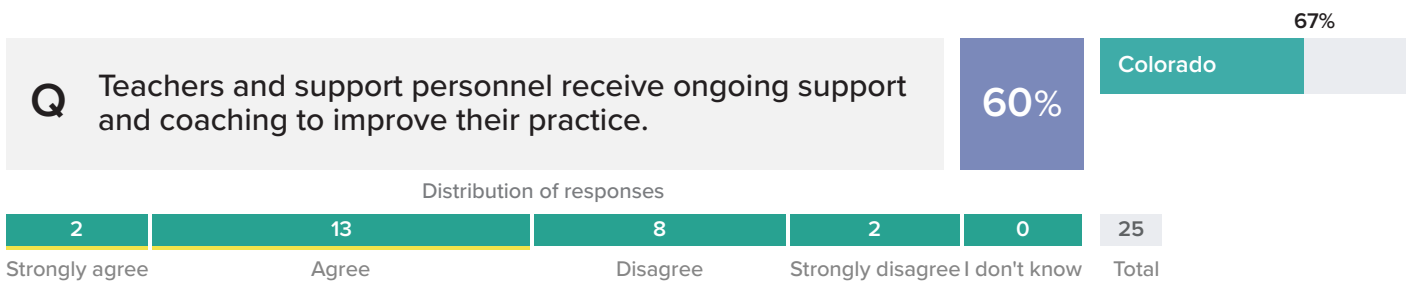 67%
Q
Teachers and support personnel receive ongoing support
and coaching to improve their practice.
60%
Colorado
Distribution of responses
2 13 8 2 0 25
Strongly agree Agree Disagree Strongly disagree I don't know Total